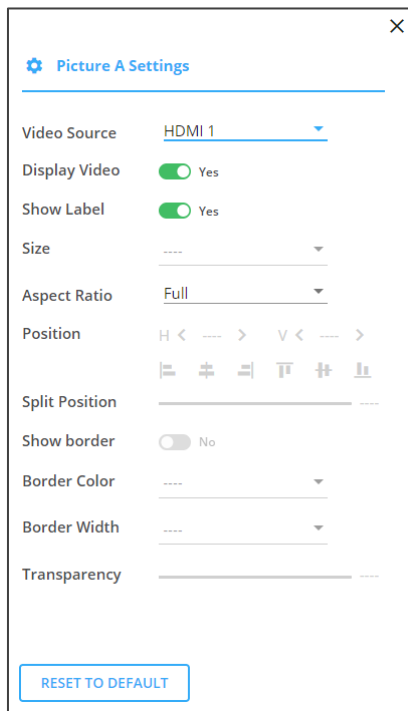 Picture A Settings
Video Source HDMI 1
Display Video Yes
Show Label Yes
Size ----
Aspect Ratio Full
Position H < ---- > V < ---- >
Split Position ----
Show border No
Border Color ----
Border Width ----
Transparency ----
RESET TO DEFAULT